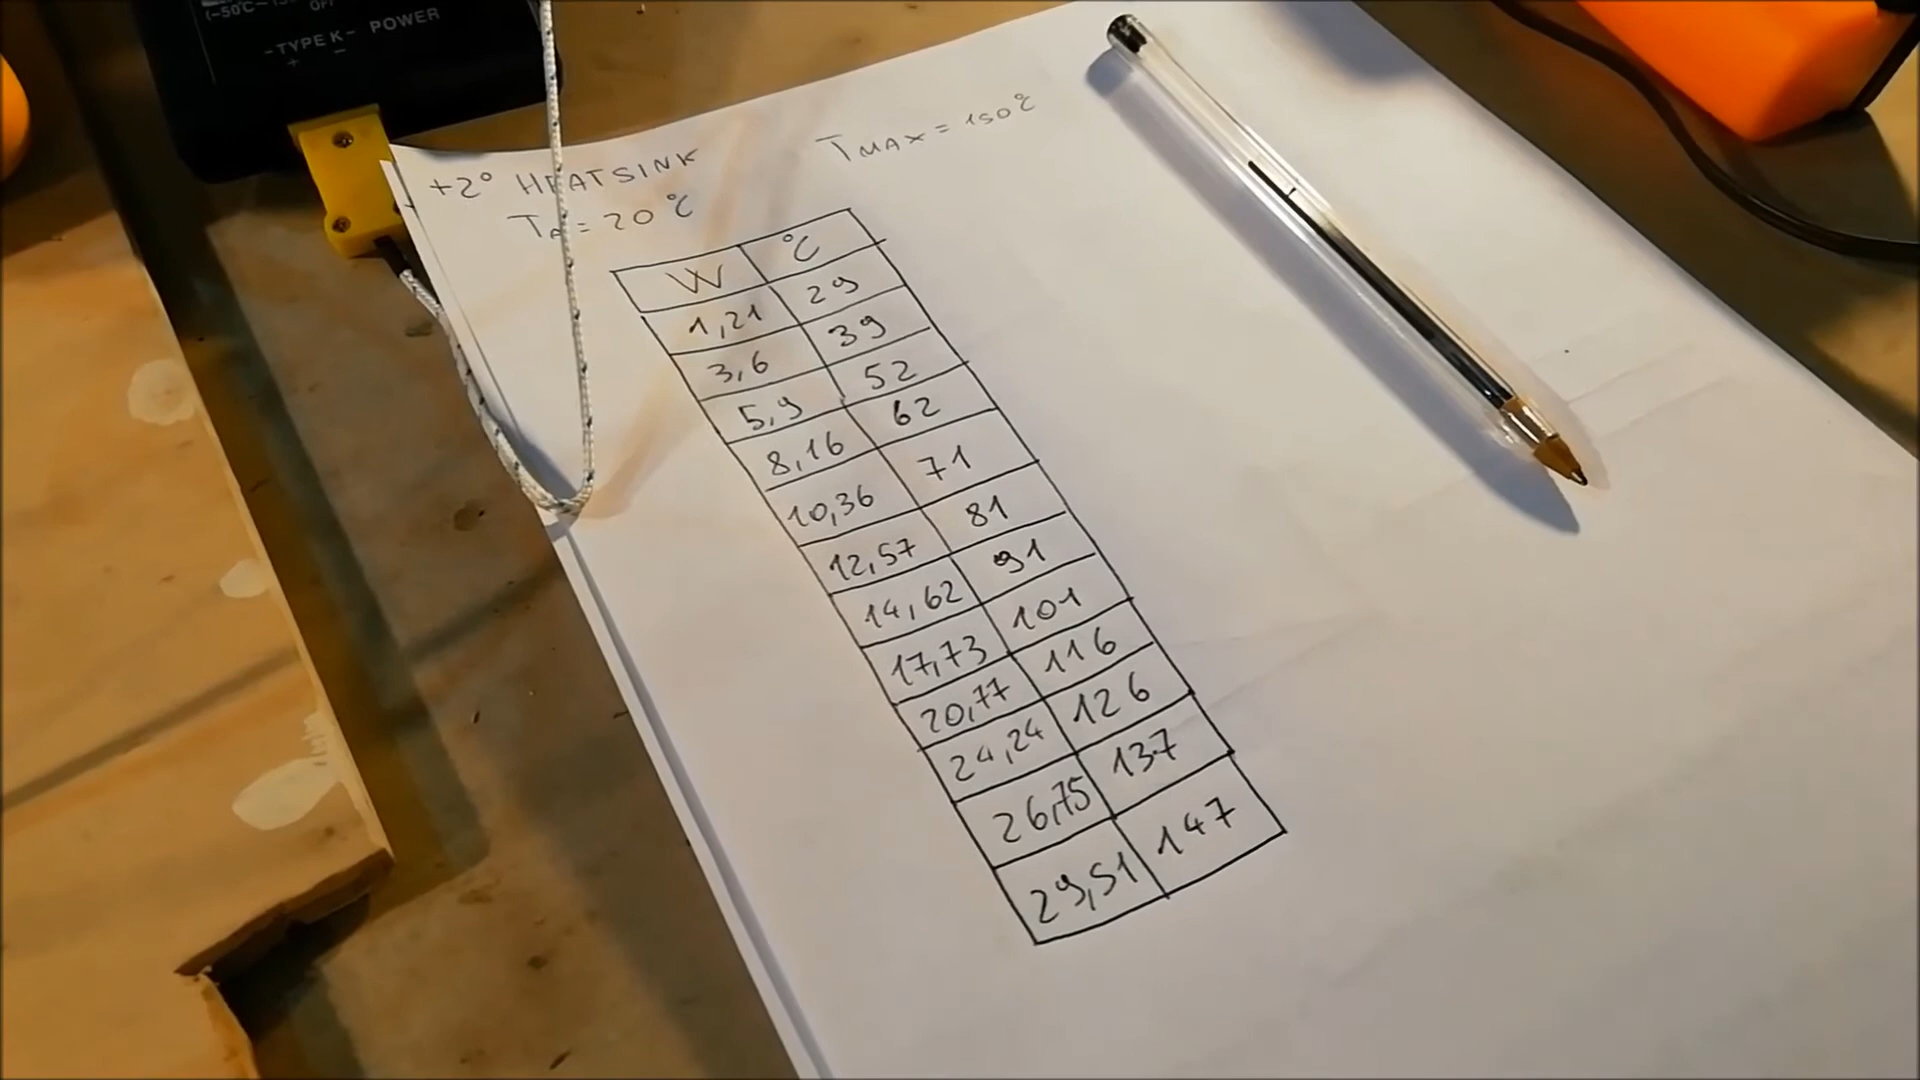 (-50°C~
OFF
-TYPE K- POWER
+ −
+2° HEATSINK
TMAX = 150°C
TA = 20°C
W °C
1,21 29
3,6 39
5,9 52
8,16 62
10,36 71
12,57 81
14,62 91
17,73 101
20,77 116
24,24 126
26,75 137
29,51 147